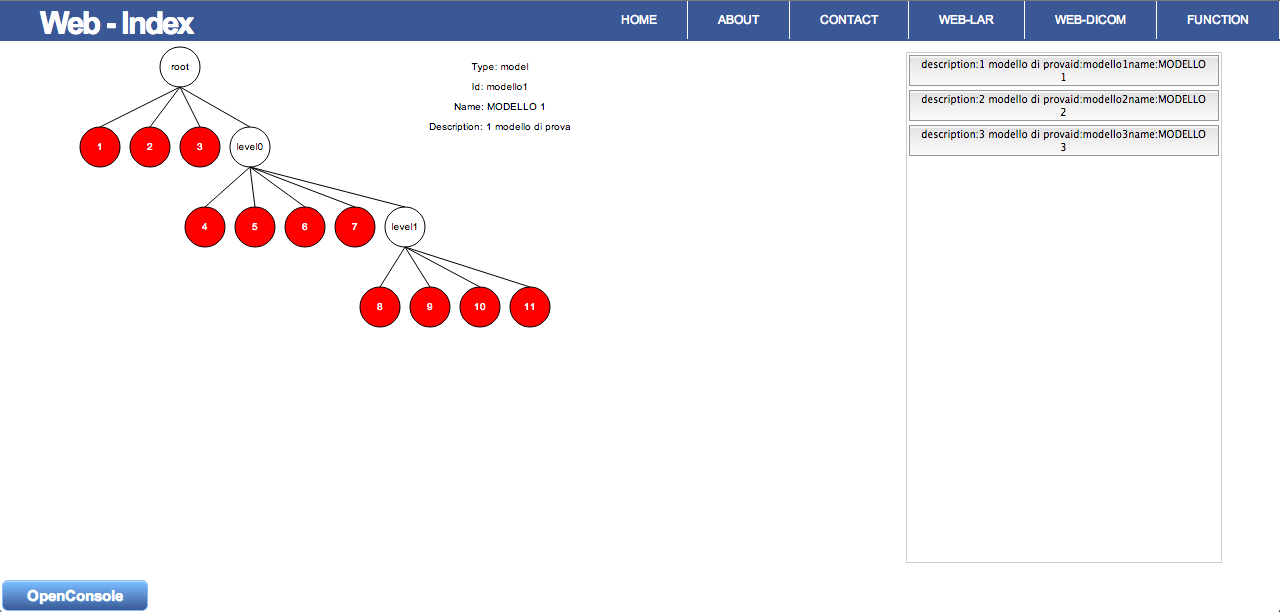 Web - Index
HOME
ABOUT
CONTACT
WEB-LAR
WEB-DICOM
FUNCTION
root
1
2
3
level0
4
5
6
7
level1
8
9
10
11
Type: model
Id: modello1
Name: MODELLO 1
Description: 1 modello di prova
description:1 modello di provaid:modello1name:MODELLO
1
description:2 modello di provaid:modello2name:MODELLO
2
description:3 modello di provaid:modello3name:MODELLO
3
OpenConsole